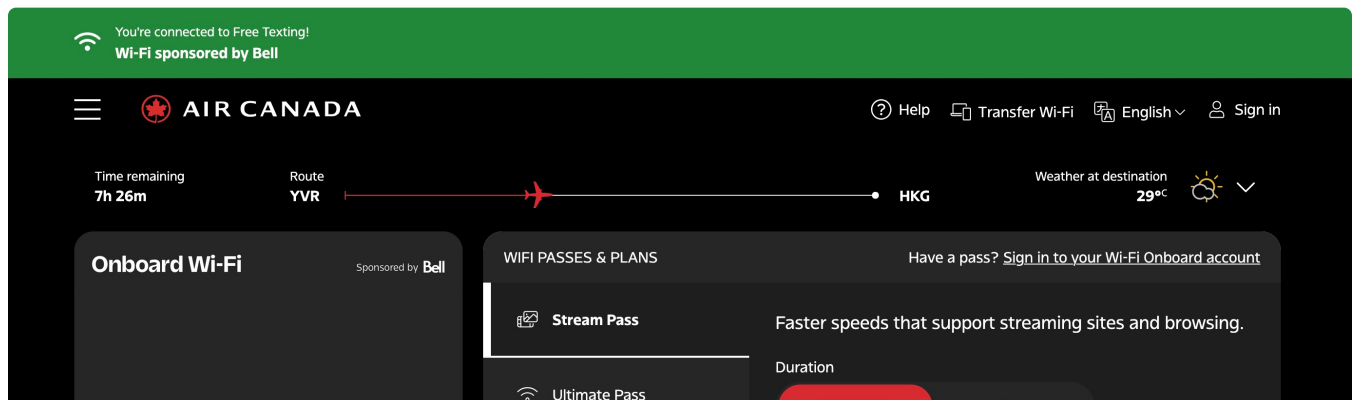 You're connected to Free Texting!
Wi-Fi sponsored by Bell
AIR CANADA
Help
Transfer Wi-Fi
English
Sign in
Time remaining
7h 26m
Route
YVR
HKG
Weather at destination
29°C
Onboard Wi-Fi
Sponsored by Bell
WIFI PASSES & PLANS
Have a pass? Sign in to your Wi-Fi Onboard account
Stream Pass
Faster speeds that support streaming sites and browsing.
Duration
Ultimate Pass